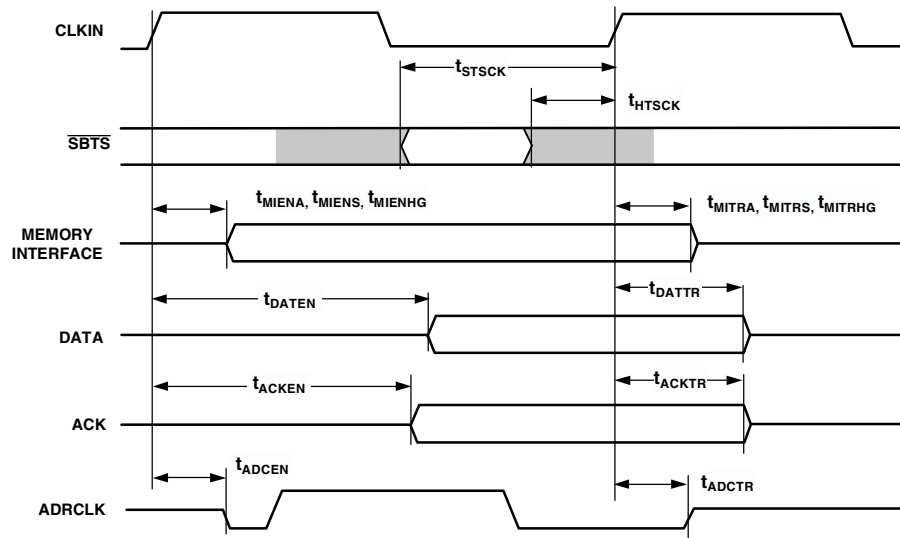 CLKIN
tSTSCK
tHTSCK
SBTS
tMIENA, tMIENS, tMIENHG
tMITRA, tMITRS, tMITRHG
MEMORY
INTERFACE
tDATEN
tDATTR
DATA
tACKEN
tACKTR
ACK
tADCEN
tADCTR
ADRCLK